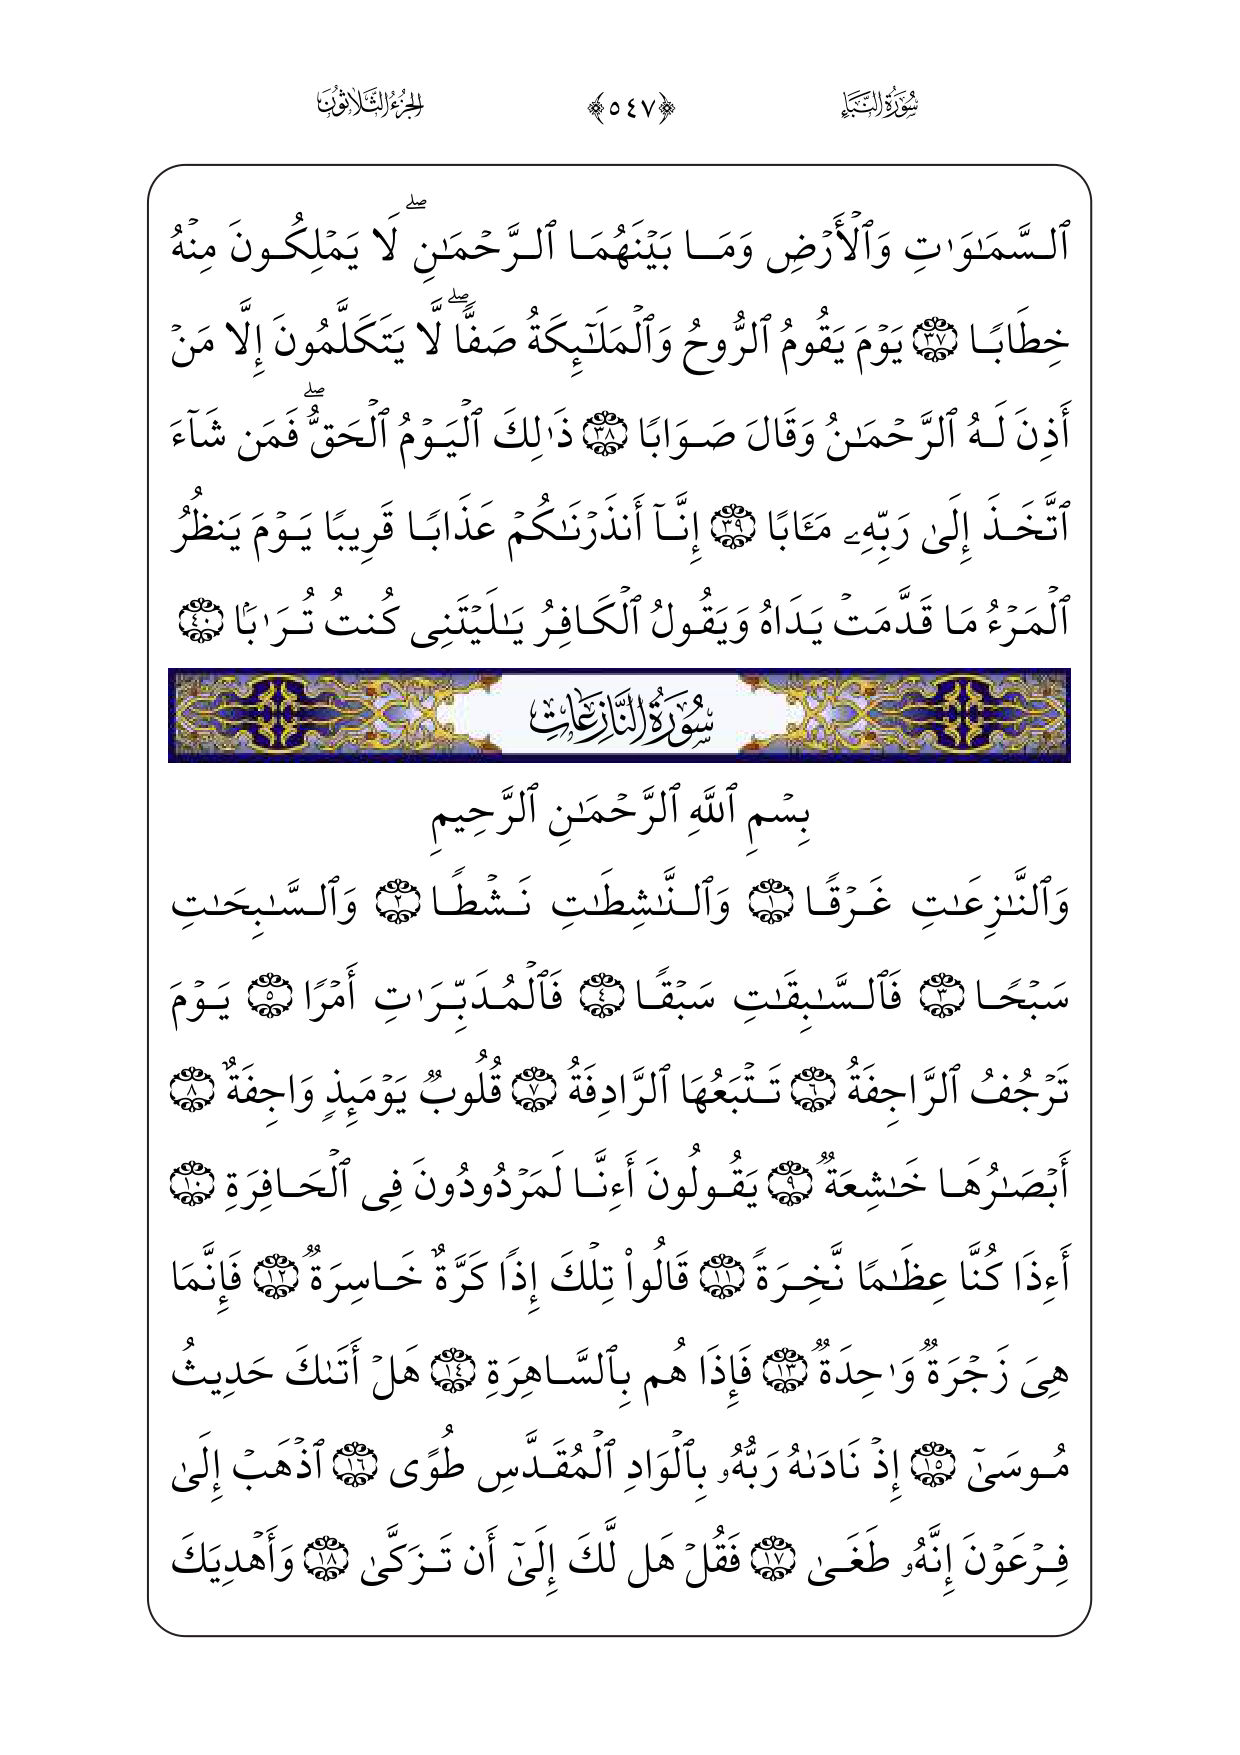 سُورَةُ النَّبَإِ ﴿٥٤٧﴾ الجُزْءُ الثَّلَاثُونَ
ٱلسَّمَٰوَٰتِ وَٱلْأَرْضِ وَمَا بَيْنَهُمَا ٱلرَّحْمَٰنِۖ لَا يَمْلِكُونَ مِنْهُ
خِطَابًا ۝٣٧ يَوْمَ يَقُومُ ٱلرُّوحُ وَٱلْمَلَٰٓئِكَةُ صَفًّاۖ لَّا يَتَكَلَّمُونَ إِلَّا مَنْ
أَذِنَ لَهُ ٱلرَّحْمَٰنُ وَقَالَ صَوَابًا ۝٣٨ ذَٰلِكَ ٱلْيَوْمُ ٱلْحَقُّۖ فَمَن شَآءَ
ٱتَّخَذَ إِلَىٰ رَبِّهِۦ مَـَٔابًا ۝٣٩ إِنَّآ أَنذَرْنَٰكُمْ عَذَابًا قَرِيبًا يَوْمَ يَنظُرُ
ٱلْمَرْءُ مَا قَدَّمَتْ يَدَاهُ وَيَقُولُ ٱلْكَافِرُ يَٰلَيْتَنِى كُنتُ تُرَٰبًۢا ۝٤٠
سُورَةُ النَّازِعَاتِ
بِسْمِ ٱللَّهِ ٱلرَّحْمَٰنِ ٱلرَّحِيمِ
وَٱلنَّٰزِعَٰتِ غَرْقًا ۝١ وَٱلنَّٰشِطَٰتِ نَشْطًا ۝٢ وَٱلسَّٰبِحَٰتِ
سَبْحًا ۝٣ فَٱلسَّٰبِقَٰتِ سَبْقًا ۝٤ فَٱلْمُدَبِّرَٰتِ أَمْرًا ۝٥ يَوْمَ
تَرْجُفُ ٱلرَّاجِفَةُ ۝٦ تَتْبَعُهَا ٱلرَّادِفَةُ ۝٧ قُلُوبٌ يَوْمَئِذٍ وَاجِفَةٌ ۝٨
أَبْصَٰرُهَا خَٰشِعَةٌ ۝٩ يَقُولُونَ أَءِنَّا لَمَرْدُودُونَ فِى ٱلْحَافِرَةِ ۝١٠
أَءِذَا كُنَّا عِظَٰمًا نَّخِرَةً ۝١١ قَالُوا۟ تِلْكَ إِذًا كَرَّةٌ خَاسِرَةٌ ۝١٢ فَإِنَّمَا
هِىَ زَجْرَةٌ وَٰحِدَةٌ ۝١٣ فَإِذَا هُم بِٱلسَّاهِرَةِ ۝١٤ هَلْ أَتَىٰكَ حَدِيثُ
مُوسَىٰٓ ۝١٥ إِذْ نَادَىٰهُ رَبُّهُۥ بِٱلْوَادِ ٱلْمُقَدَّسِ طُوًى ۝١٦ ٱذْهَبْ إِلَىٰ
فِرْعَوْنَ إِنَّهُۥ طَغَىٰ ۝١٧ فَقُلْ هَل لَّكَ إِلَىٰٓ أَن تَزَكَّىٰ ۝١٨ وَأَهْدِيَكَ